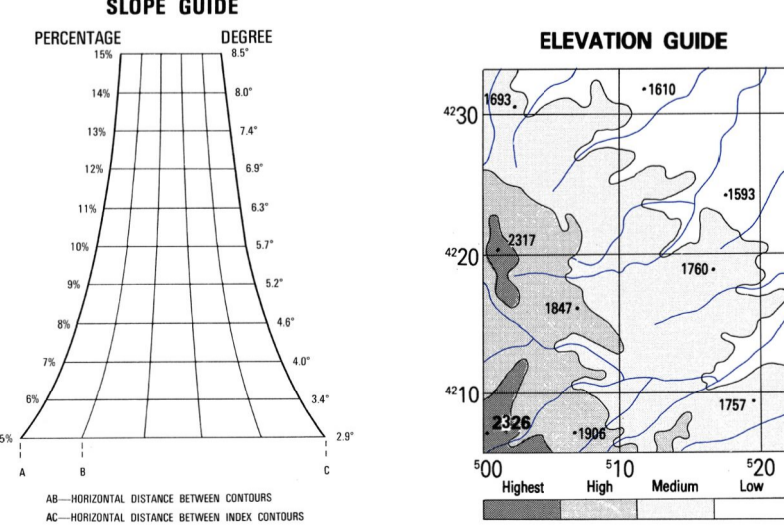 SLOPE GUIDE
PERCENTAGE DEGREE
15% 8.5°
14% 8.0°
13% 7.4°
12% 6.9°
11% 6.3°
10% 5.7°
9% 5.2°
8% 4.6°
7% 4.0°
6% 3.4°
5% 2.9°
A B C
AB—HORIZONTAL DISTANCE BETWEEN CONTOURS
AC—HORIZONTAL DISTANCE BETWEEN INDEX CONTOURS
ELEVATION GUIDE
1693 1610
4230
1593
2317
4220
1760
1847
4210
1757
2326
1906
500 510 520
Highest High Medium Low